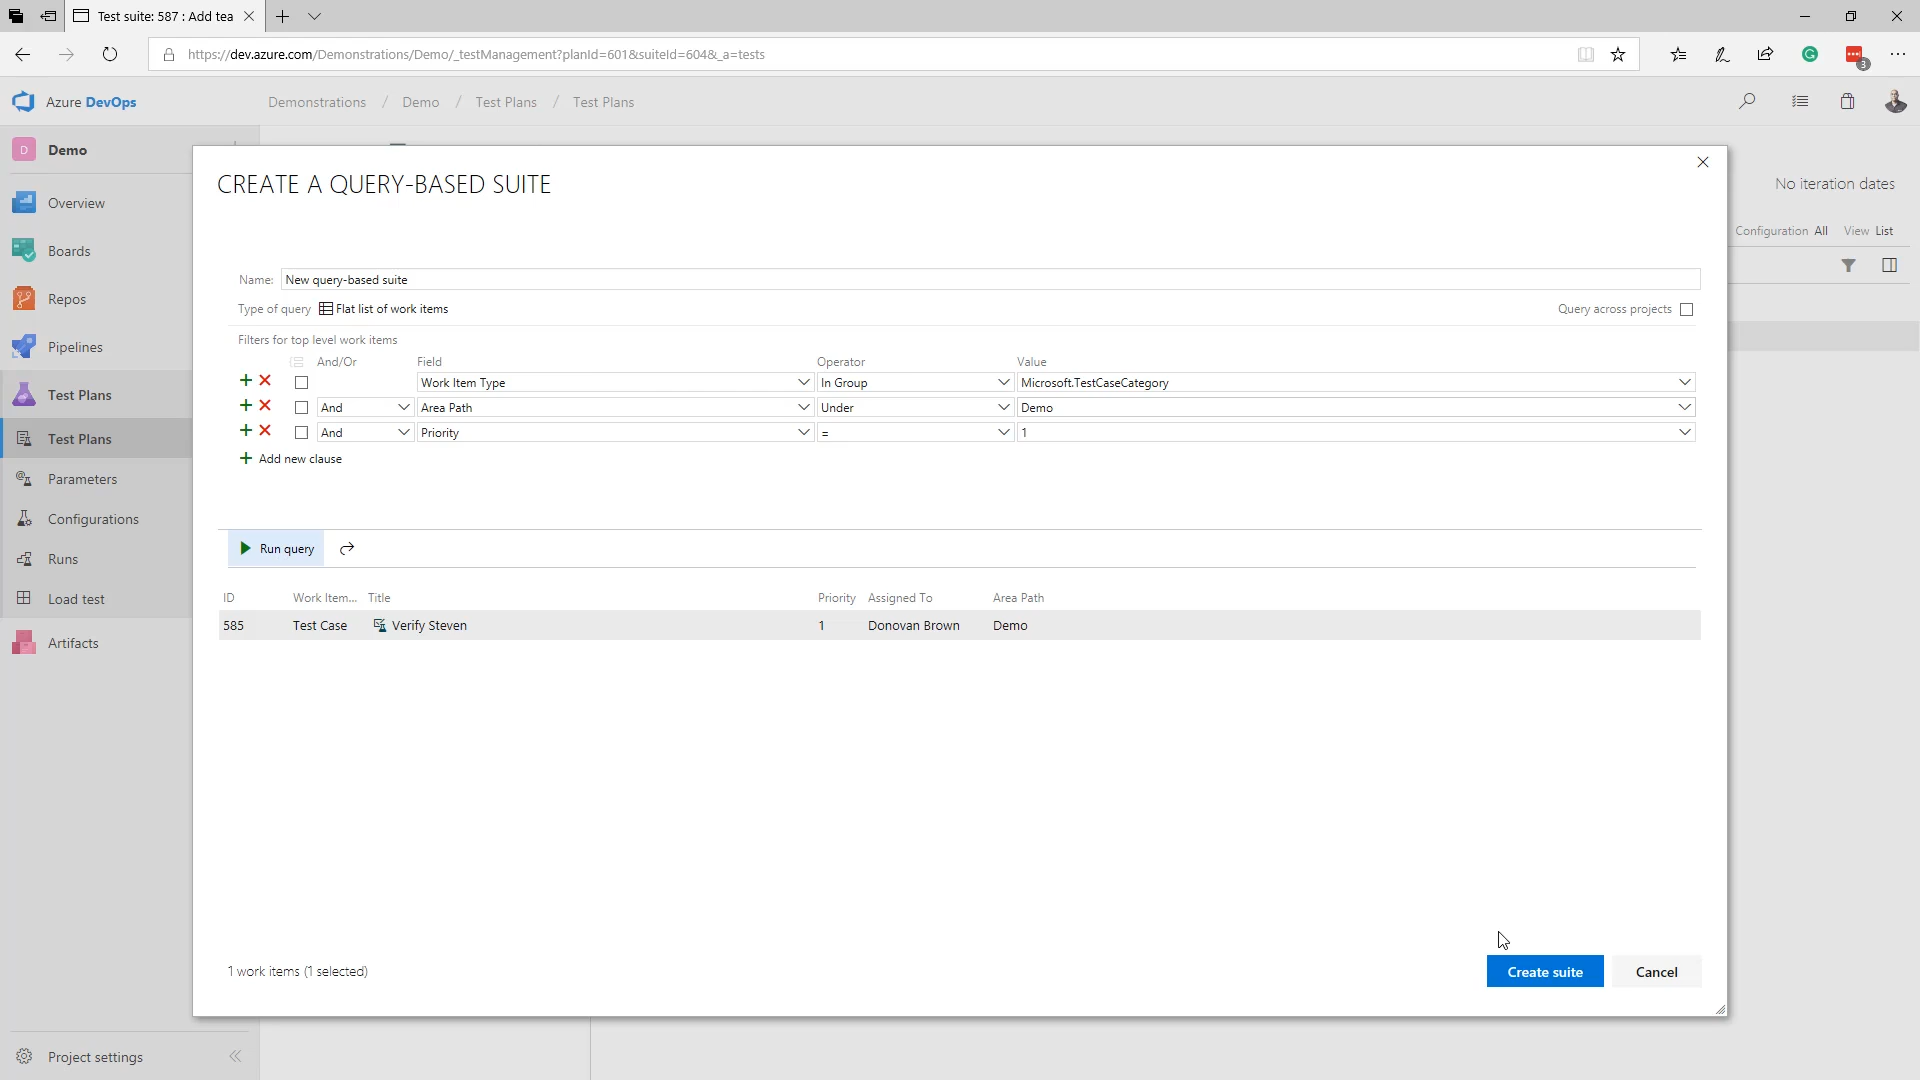 Test suite: 587 : Add tea
https://dev.azure.com/Demonstrations/Demo/_testManagement?planId=601&suiteId=604&_a=tests
3
Azure DevOps
Demonstrations / Demo / Test Plans / Test Plans
D Demo
No iteration dates
Configuration All View List
Overview
Boards
Repos
Pipelines
Test Plans
Test Plans
Parameters
Configurations
Runs
Load test
Artifacts
Project settings
CREATE A QUERY-BASED SUITE
Name: New query-based suite
Type of query Flat list of work items Query across projects
Filters for top level work items
And/Or Field Operator Value
Work Item Type In Group Microsoft.TestCaseCategory
And Area Path Under Demo
And Priority = 1
+ Add new clause
Run query
ID Work Item... Title Priority Assigned To Area Path
585 Test Case Verify Steven 1 Donovan Brown Demo
1 work items (1 selected)
Create suite Cancel